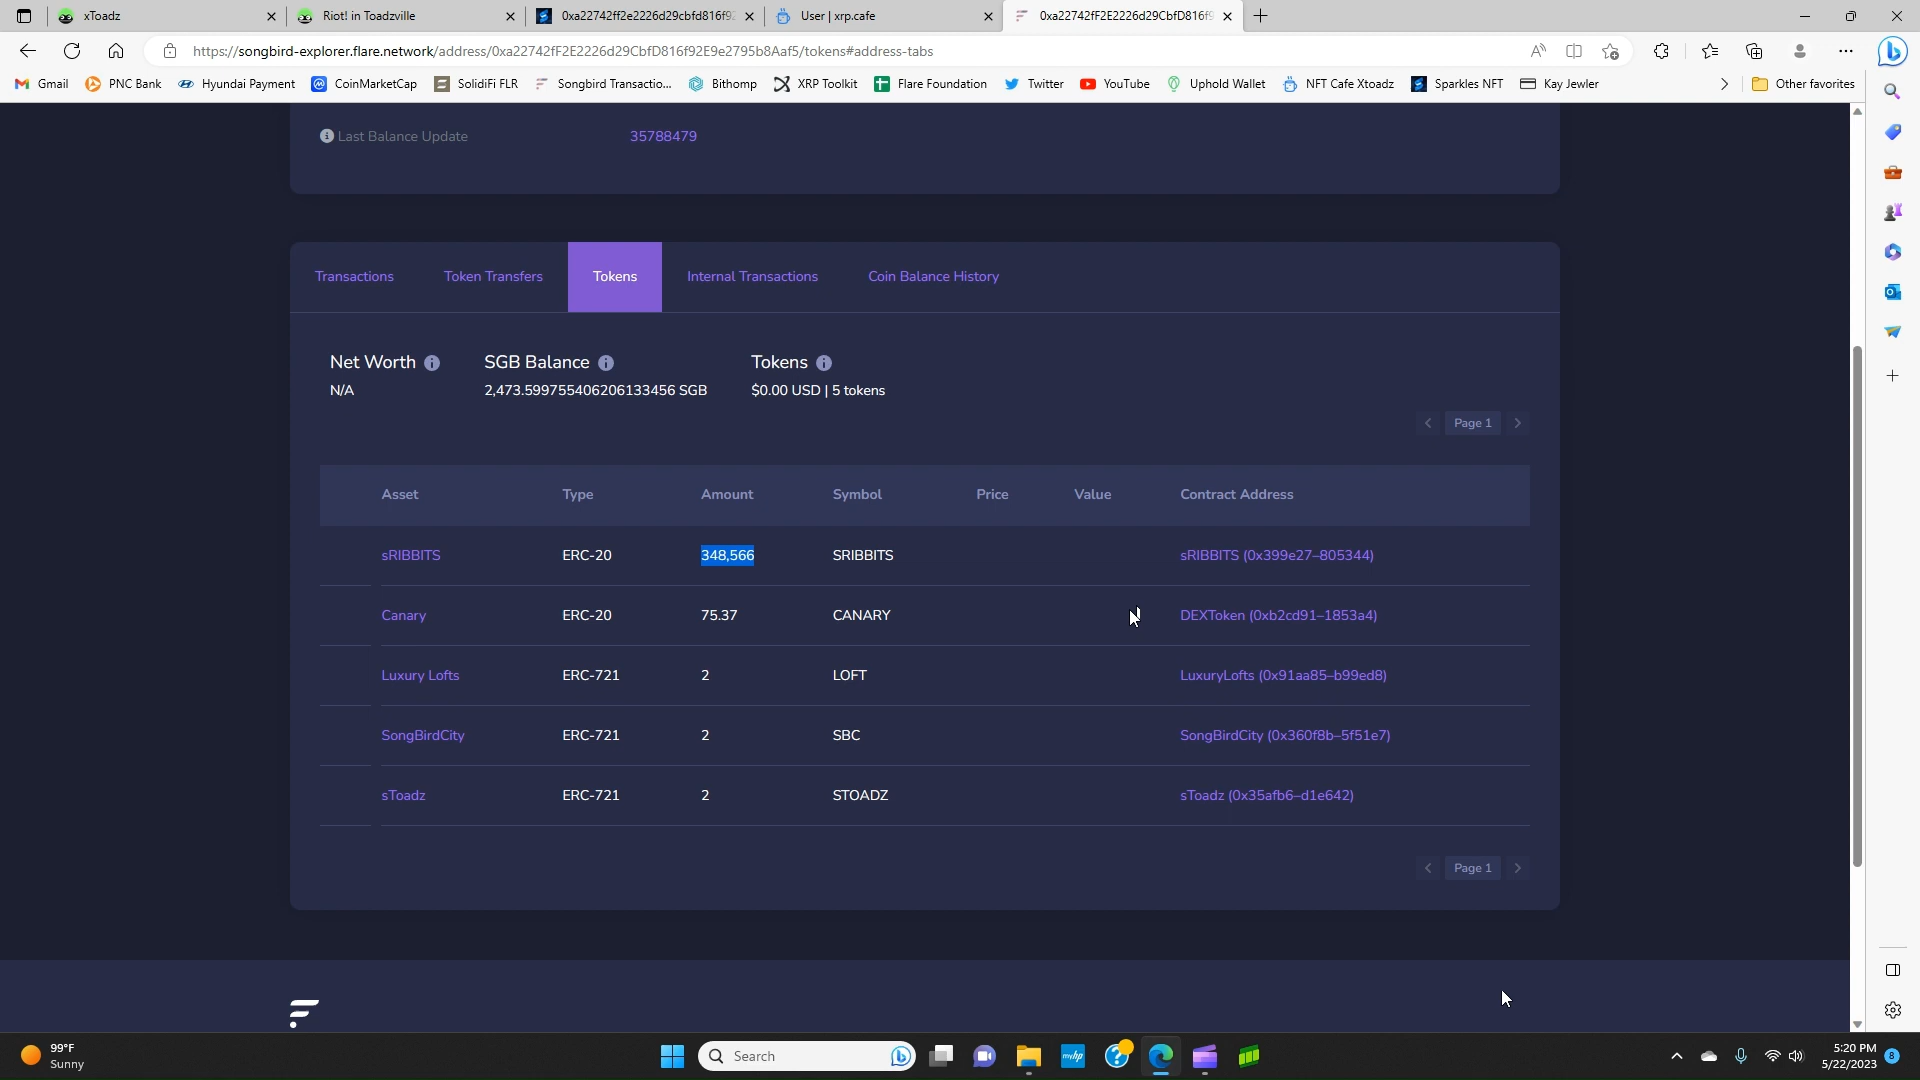 xToadz
Riot! in Toadzville
0xa22742ff2e2226d29cbfd816f92
User | xrp.cafe
0xa22742fF2E2226d29CbfD816f9
https://songbird-explorer.flare.network/address/0xa22742fF2E2226d29CbfD816f92E9e2795b8Aaf5/tokens#address-tabs
Gmail PNC Bank Hyundai Payment CoinMarketCap SolidiFi FLR Songbird Transactio... Bithomp XRP Toolkit Flare Foundation Twitter YouTube Uphold Wallet NFT Cafe Xtoadz Sparkles NFT Kay Jewler Other favorites
Last Balance Update 35788479
Transactions Token Transfers Tokens Internal Transactions Coin Balance History
Net Worth SGB Balance Tokens
N/A 2,473.599755406206133456 SGB $0.00 USD | 5 tokens
Page 1
Asset Type Amount Symbol Price Value Contract Address
sRIBBITS ERC-20 348,566 SRIBBITS sRIBBITS (0x399e27–805344)
Canary ERC-20 75.37 CANARY DEXToken (0xb2cd91–1853a4)
Luxury Lofts ERC-721 2 LOFT LuxuryLofts (0x91aa85–b99ed8)
SongBirdCity ERC-721 2 SBC SongBirdCity (0x360f8b–5f51e7)
sToadz ERC-721 2 STOADZ sToadz (0x35afb6–d1e642)
Page 1
99°F
Sunny
Search
myhp
5:20 PM
5/22/2023
8